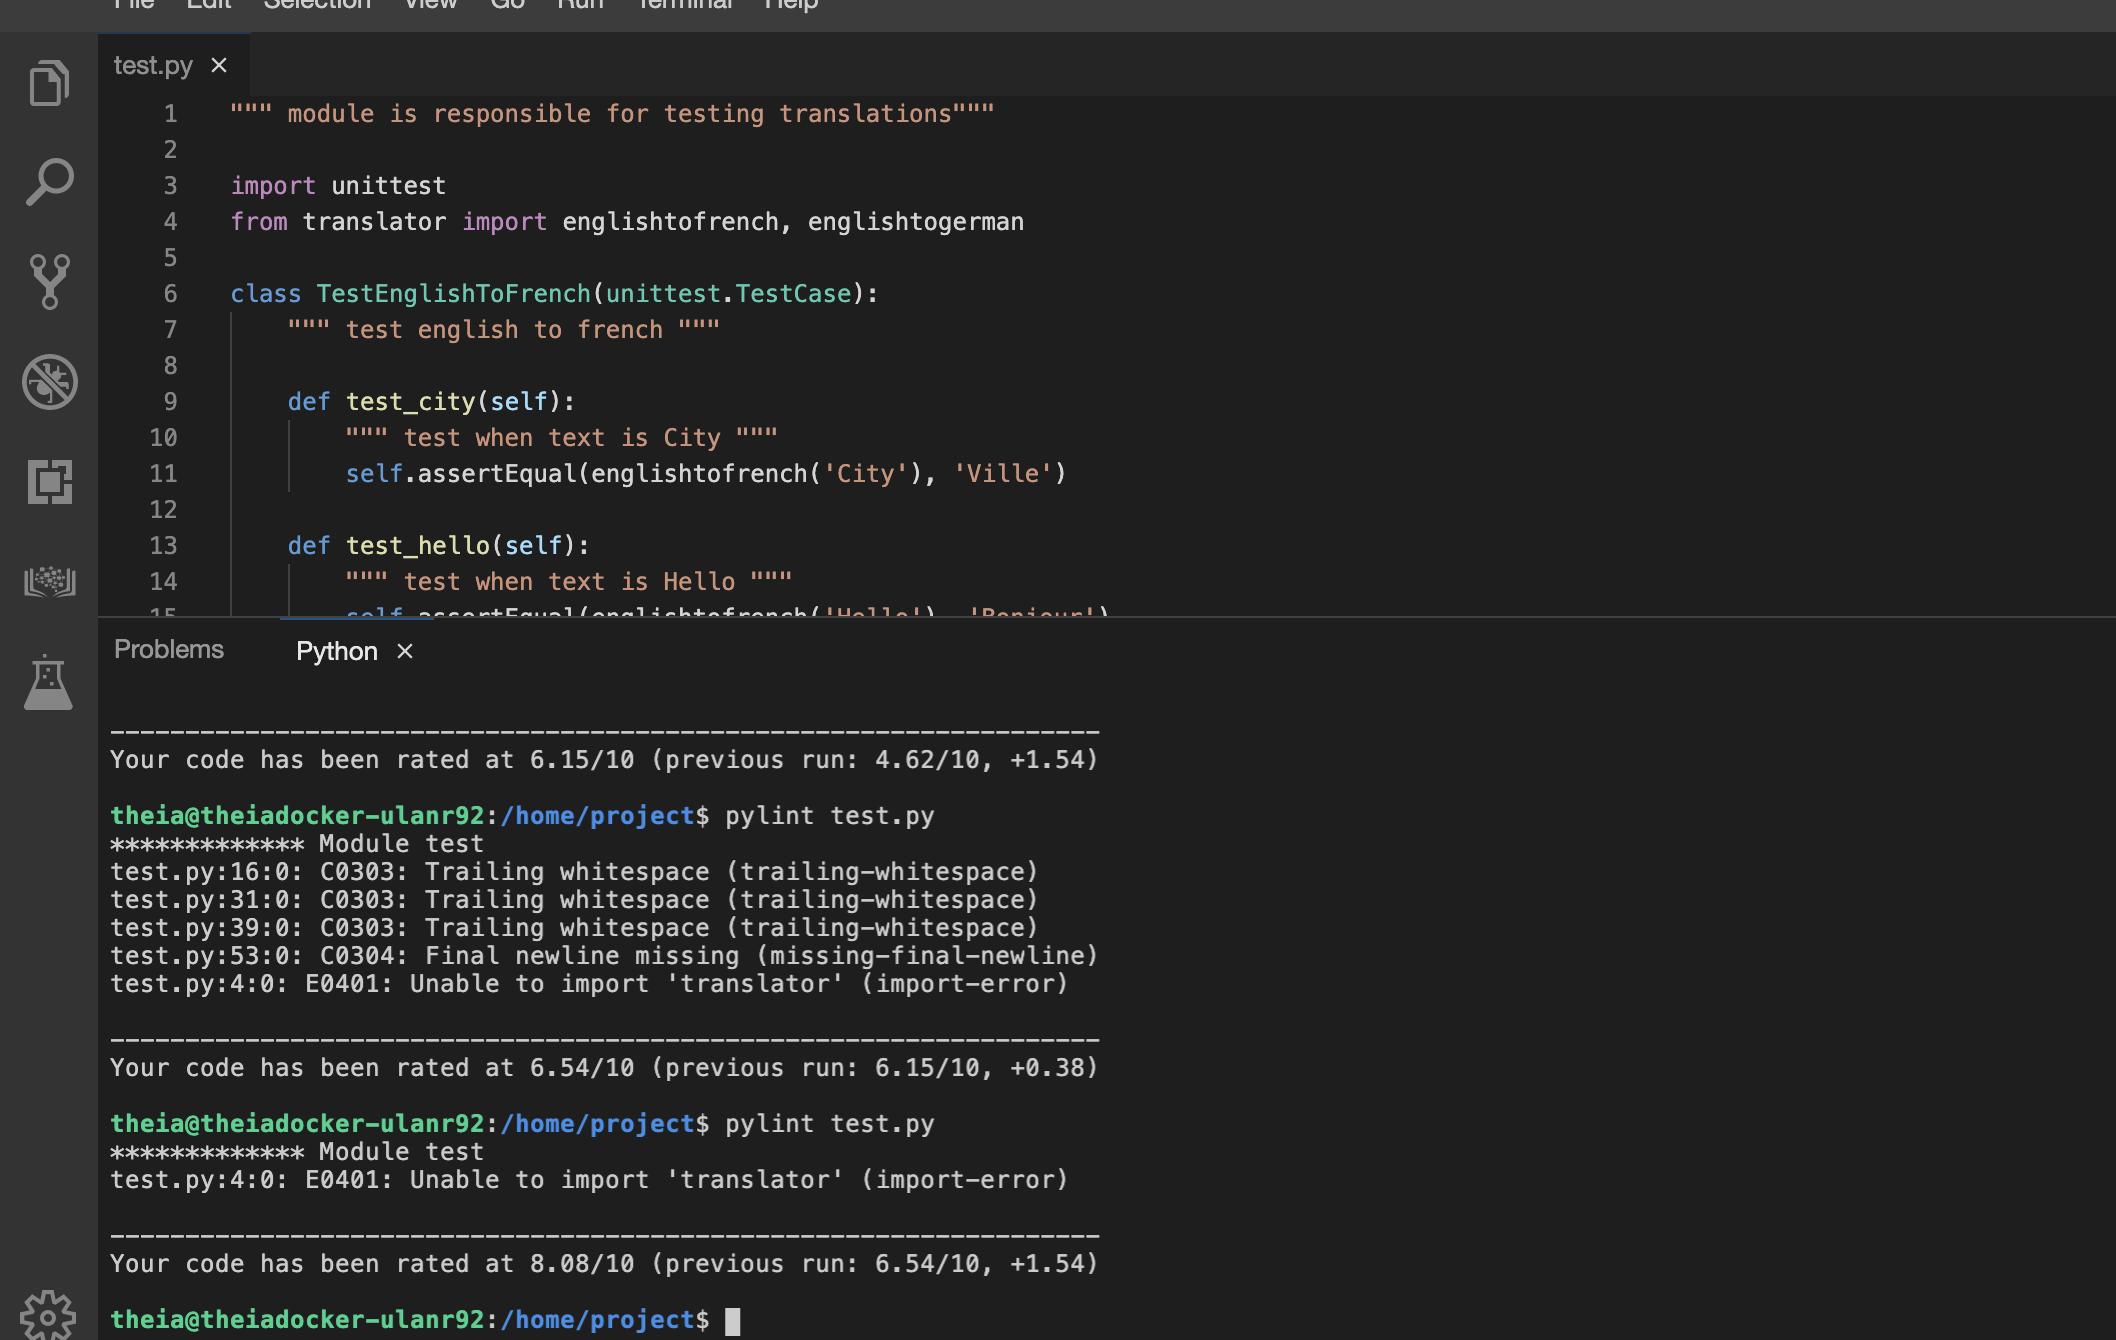 File Edit Selection View Go Run Terminal Help
test.py ×
1 """ module is responsible for testing translations"""
2
3 import unittest
4 from translator import englishtofrench, englishtogerman
5
6 class TestEnglishToFrench(unittest.TestCase):
7 """ test english to french """
8
9 def test_city(self):
10 """ test when text is City """
11 self.assertEqual(englishtofrench('City'), 'Ville')
12
13 def test_hello(self):
14 """ test when text is Hello """
15 self.assertEqual(englishtofrench('Hello'), 'Bonjour')
Problems Python ×
------------------------------------------------------------------
Your code has been rated at 6.15/10 (previous run: 4.62/10, +1.54)
theia@theiadocker-ulanr92:/home/project$ pylint test.py
************* Module test
test.py:16:0: C0303: Trailing whitespace (trailing-whitespace)
test.py:31:0: C0303: Trailing whitespace (trailing-whitespace)
test.py:39:0: C0303: Trailing whitespace (trailing-whitespace)
test.py:53:0: C0304: Final newline missing (missing-final-newline)
test.py:4:0: E0401: Unable to import 'translator' (import-error)
------------------------------------------------------------------
Your code has been rated at 6.54/10 (previous run: 6.15/10, +0.38)
theia@theiadocker-ulanr92:/home/project$ pylint test.py
************* Module test
test.py:4:0: E0401: Unable to import 'translator' (import-error)
------------------------------------------------------------------
Your code has been rated at 8.08/10 (previous run: 6.54/10, +1.54)
theia@theiadocker-ulanr92:/home/project$